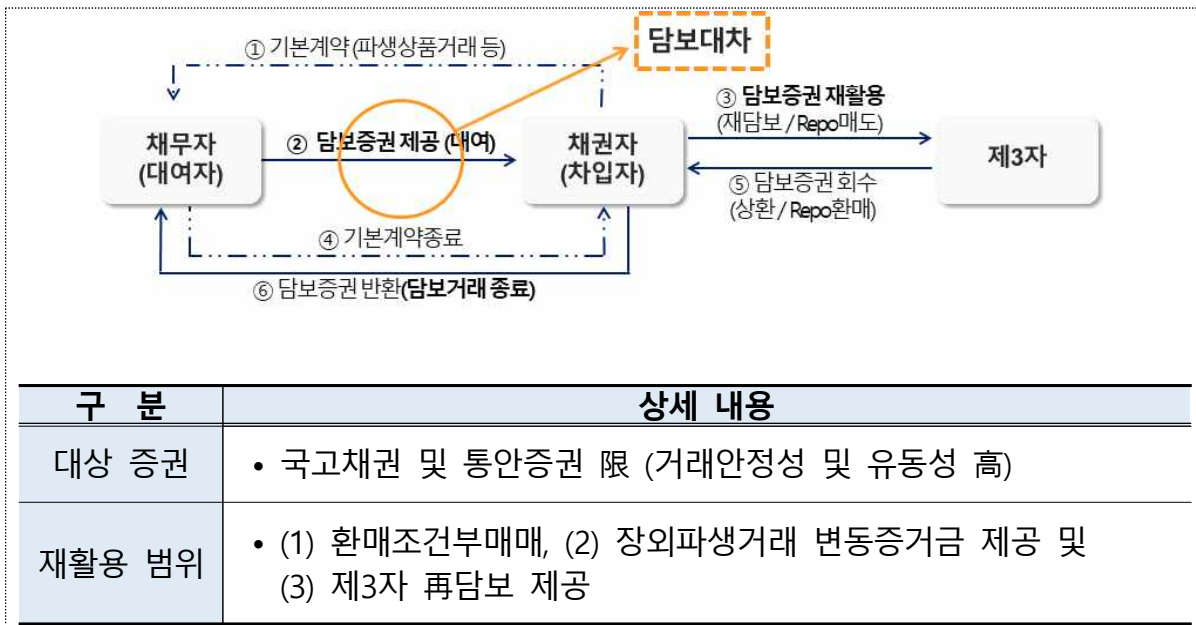 ① 기본계약(파생상품거래 등)
담보대차
③ 담보증권 재활용
(재담보 / Repo매도)
채무자
(대여자)
② 담보증권 제공 (대여)
채권자
(차입자)
제3자
⑤ 담보증권 회수
(상환 / Repo환매)
④ 기본계약종료
⑥ 담보증권 반환(담보거래 종료)
구 분 상세 내용
대상 증권 • 국고채권 및 통안증권 限 (거래안정성 및 유동성 高)
재활용 범위 • (1) 환매조건부매매, (2) 장외파생거래 변동증거금 제공 및
(3) 제3자 再담보 제공